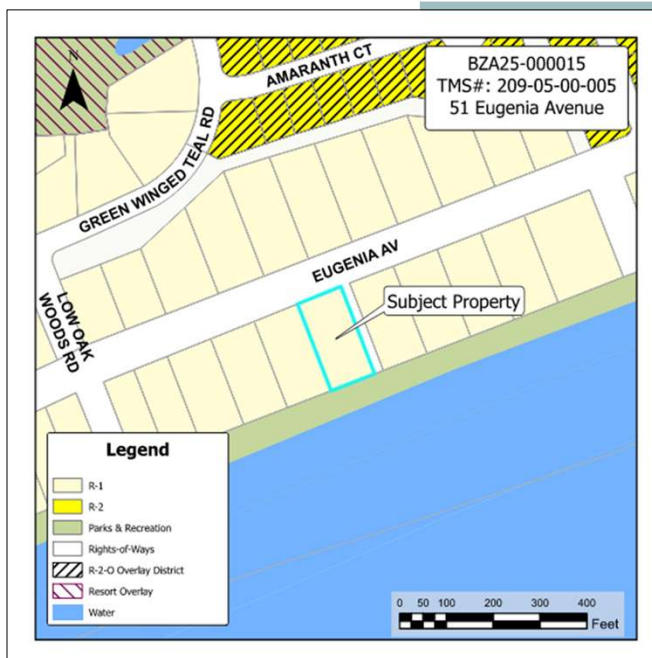 BZA25-000015
TMS#: 209-05-00-005
51 Eugenia Avenue
N
AMARANTH CT
GREEN WINGED TEAL RD
EUGENIA AV
LOW OAK
WOODS RD
Subject Property
Legend
R-1
R-2
Parks & Recreation
Rights-of-Ways
R-2-O Overlay District
Resort Overlay
Water
0 50 100 200 300 400
Feet